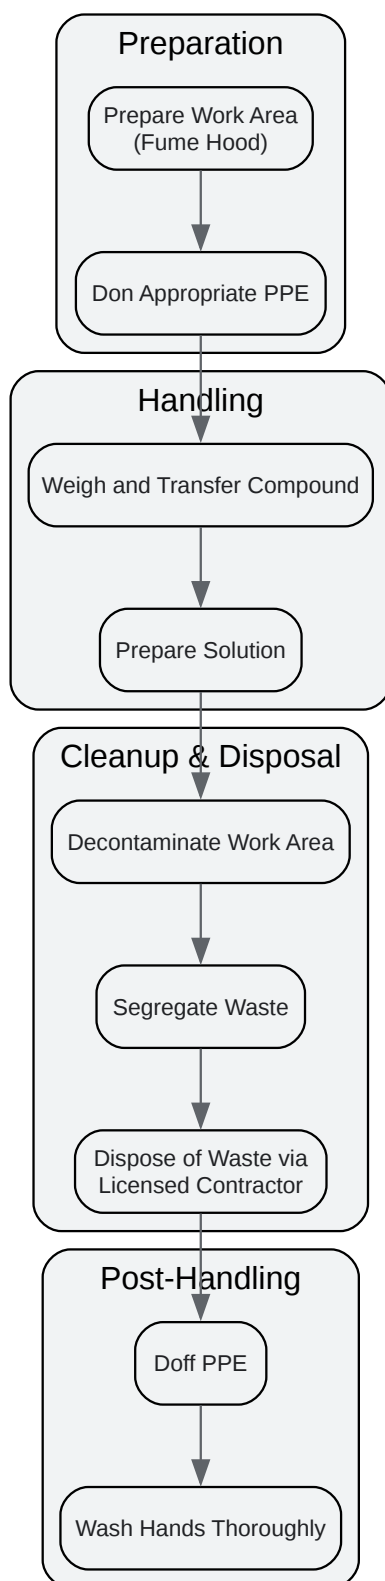 Preparation
Prepare Work Area
(Fume Hood)
Don Appropriate PPE
Handling
Weigh and Transfer Compound
Prepare Solution
Cleanup & Disposal
Decontaminate Work Area
Segregate Waste
Dispose of Waste via
Licensed Contractor
Post-Handling
Doff PPE
Wash Hands Thoroughly